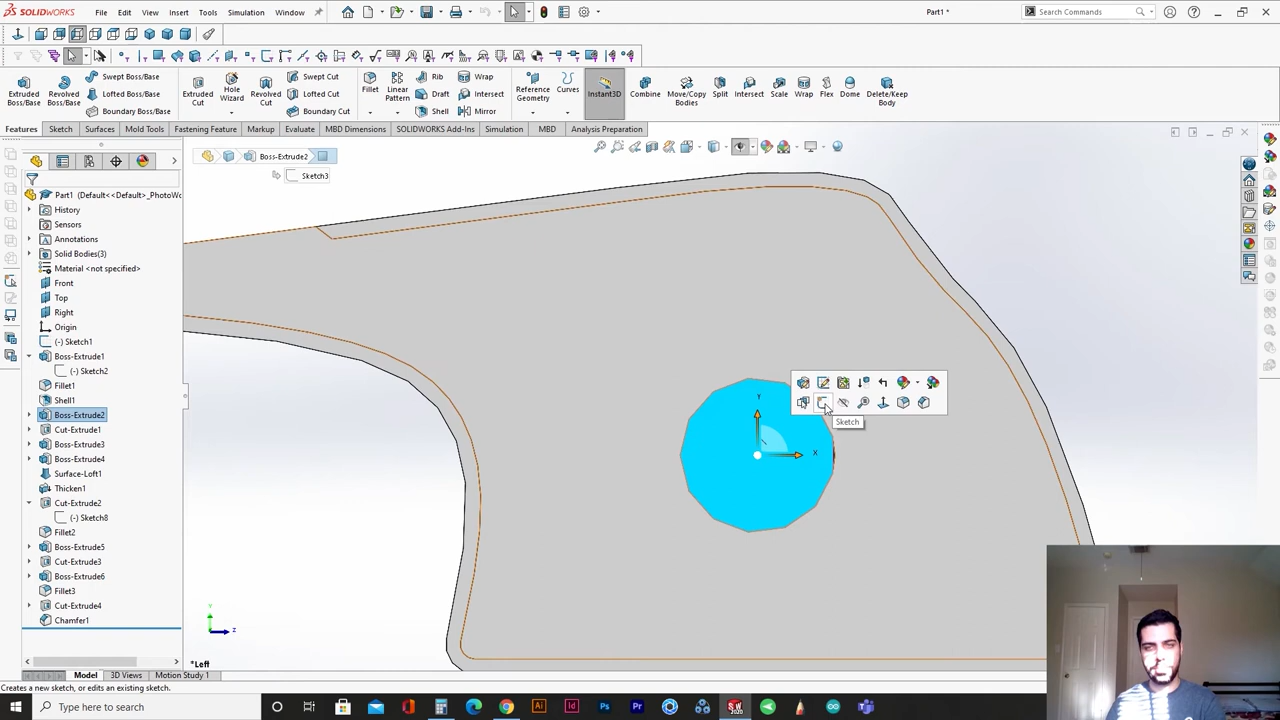 SOLIDWORKS
File
Edit
View
Insert
Tools
Simulation
Window
Part1 *
Search Commands
Extruded Boss/Base
Revolved Boss/Base
Swept Boss/Base
Lofted Boss/Base
Boundary Boss/Base
Extruded Cut
Hole Wizard
Revolved Cut
Swept Cut
Lofted Cut
Boundary Cut
Fillet
Linear Pattern
Rib
Draft
Shell
Wrap
Intersect
Mirror
Reference Geometry
Curves
Instant3D
Combine
Move/Copy Bodies
Split
Intersect
Scale
Wrap
Flex
Dome
Delete/Keep Body
Features
Sketch
Surfaces
Mold Tools
Fastening Feature
Markup
Evaluate
MBD Dimensions
SOLIDWORKS Add-Ins
Simulation
MBD
Analysis Preparation
Boss-Extrude2
Sketch3
Part1 (Default<<Default>_PhotoWo
History
Sensors
Annotations
Solid Bodies(3)
Material <not specified>
Front
Top
Right
Origin
(-) Sketch1
Boss-Extrude1
(-) Sketch2
Fillet1
Shell1
Boss-Extrude2
Cut-Extrude1
Boss-Extrude3
Boss-Extrude4
Surface-Loft1
Thicken1
Cut-Extrude2
(-) Sketch8
Fillet2
Boss-Extrude5
Cut-Extrude3
Boss-Extrude6
Fillet3
Cut-Extrude4
Chamfer1
Y
X
Sketch
Y
Z
*Left
Model
3D Views
Motion Study 1
Creates a new sketch, or edits an existing sketch.
Type here to search